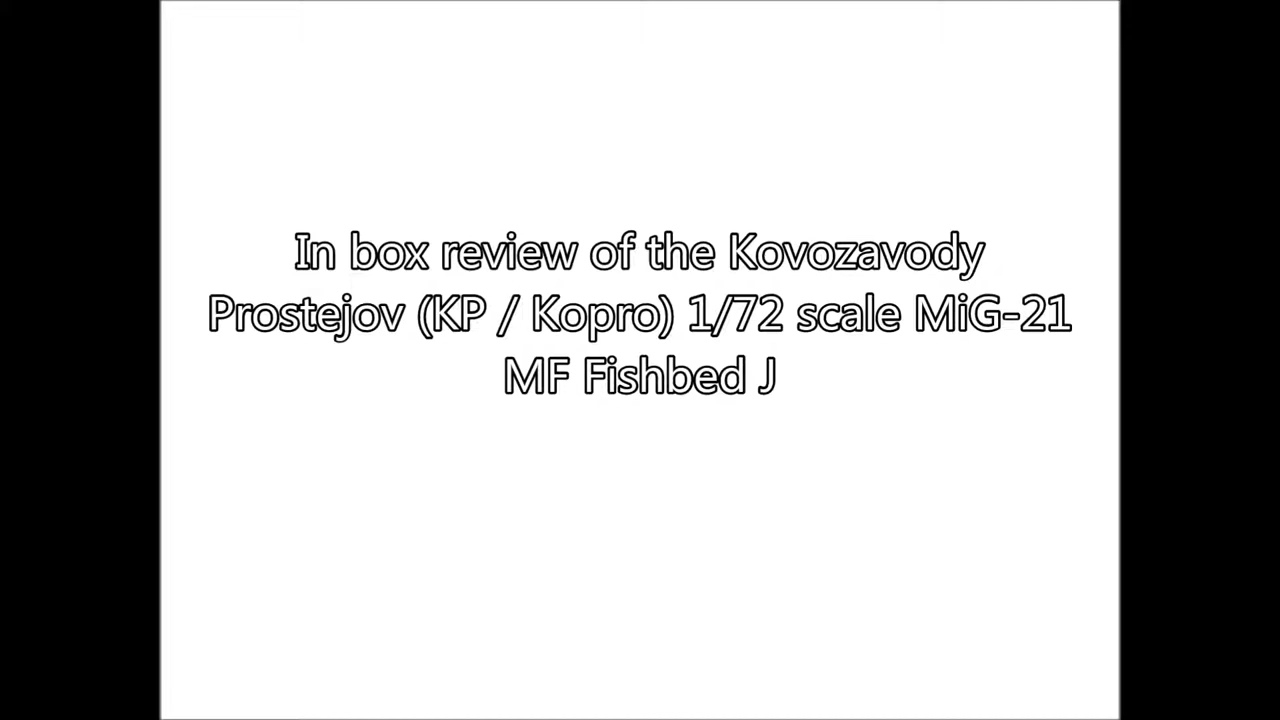 In box review of the Kovozavody
Prostejov (KP / Kopro) 1/72 scale MiG-21
MF Fishbed J